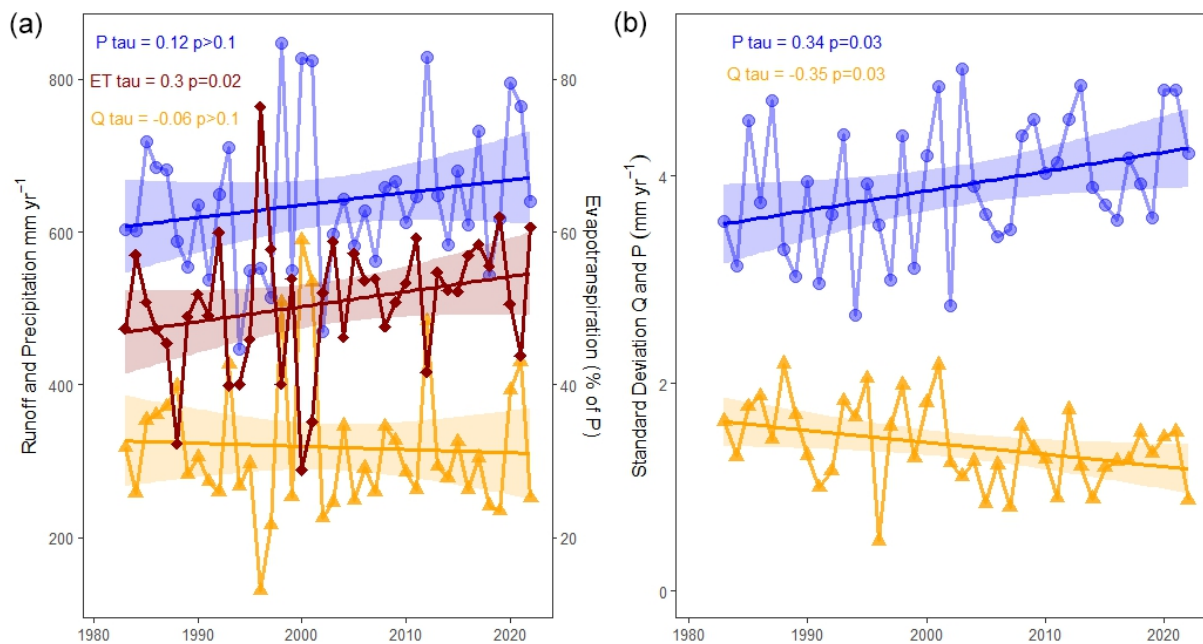 (a)
P tau = 0.12 p>0.1
ET tau = 0.3 p=0.02
Q tau = -0.06 p>0.1
Runoff and Precipitation mm yr⁻¹
800
600
400
200
Evapotranspiration (% of P)
80
60
40
20
1980
1990
2000
2010
2020
(b)
P tau = 0.34 p=0.03
Q tau = -0.35 p=0.03
Standard Deviation Q and P (mm yr⁻¹)
4
2
0
1980
1990
2000
2010
2020